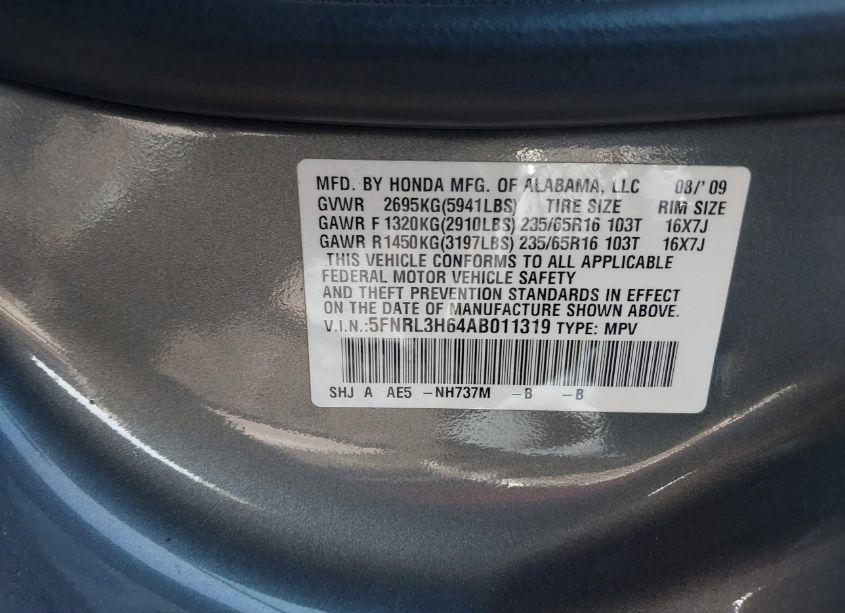 MFD. BY HONDA MFG. OF ALABAMA, LLC 08/'09
GVWR 2695KG(5941LBS) TIRE SIZE RIM SIZE
GAWR F 1320KG(2910LBS) 235/65R16 103T 16X7J
GAWR R1450KG(3197LBS) 235/65R16 103T 16X7J
THIS VEHICLE CONFORMS TO ALL APPLICABLE
FEDERAL MOTOR VEHICLE SAFETY
AND THEFT PREVENTION STANDARDS IN EFFECT
ON THE DATE OF MANUFACTURE SHOWN ABOVE.
V.I.N.:5FNRL3H64AB011319 TYPE: MPV
SHJ A AE5 -NH737M -B -B